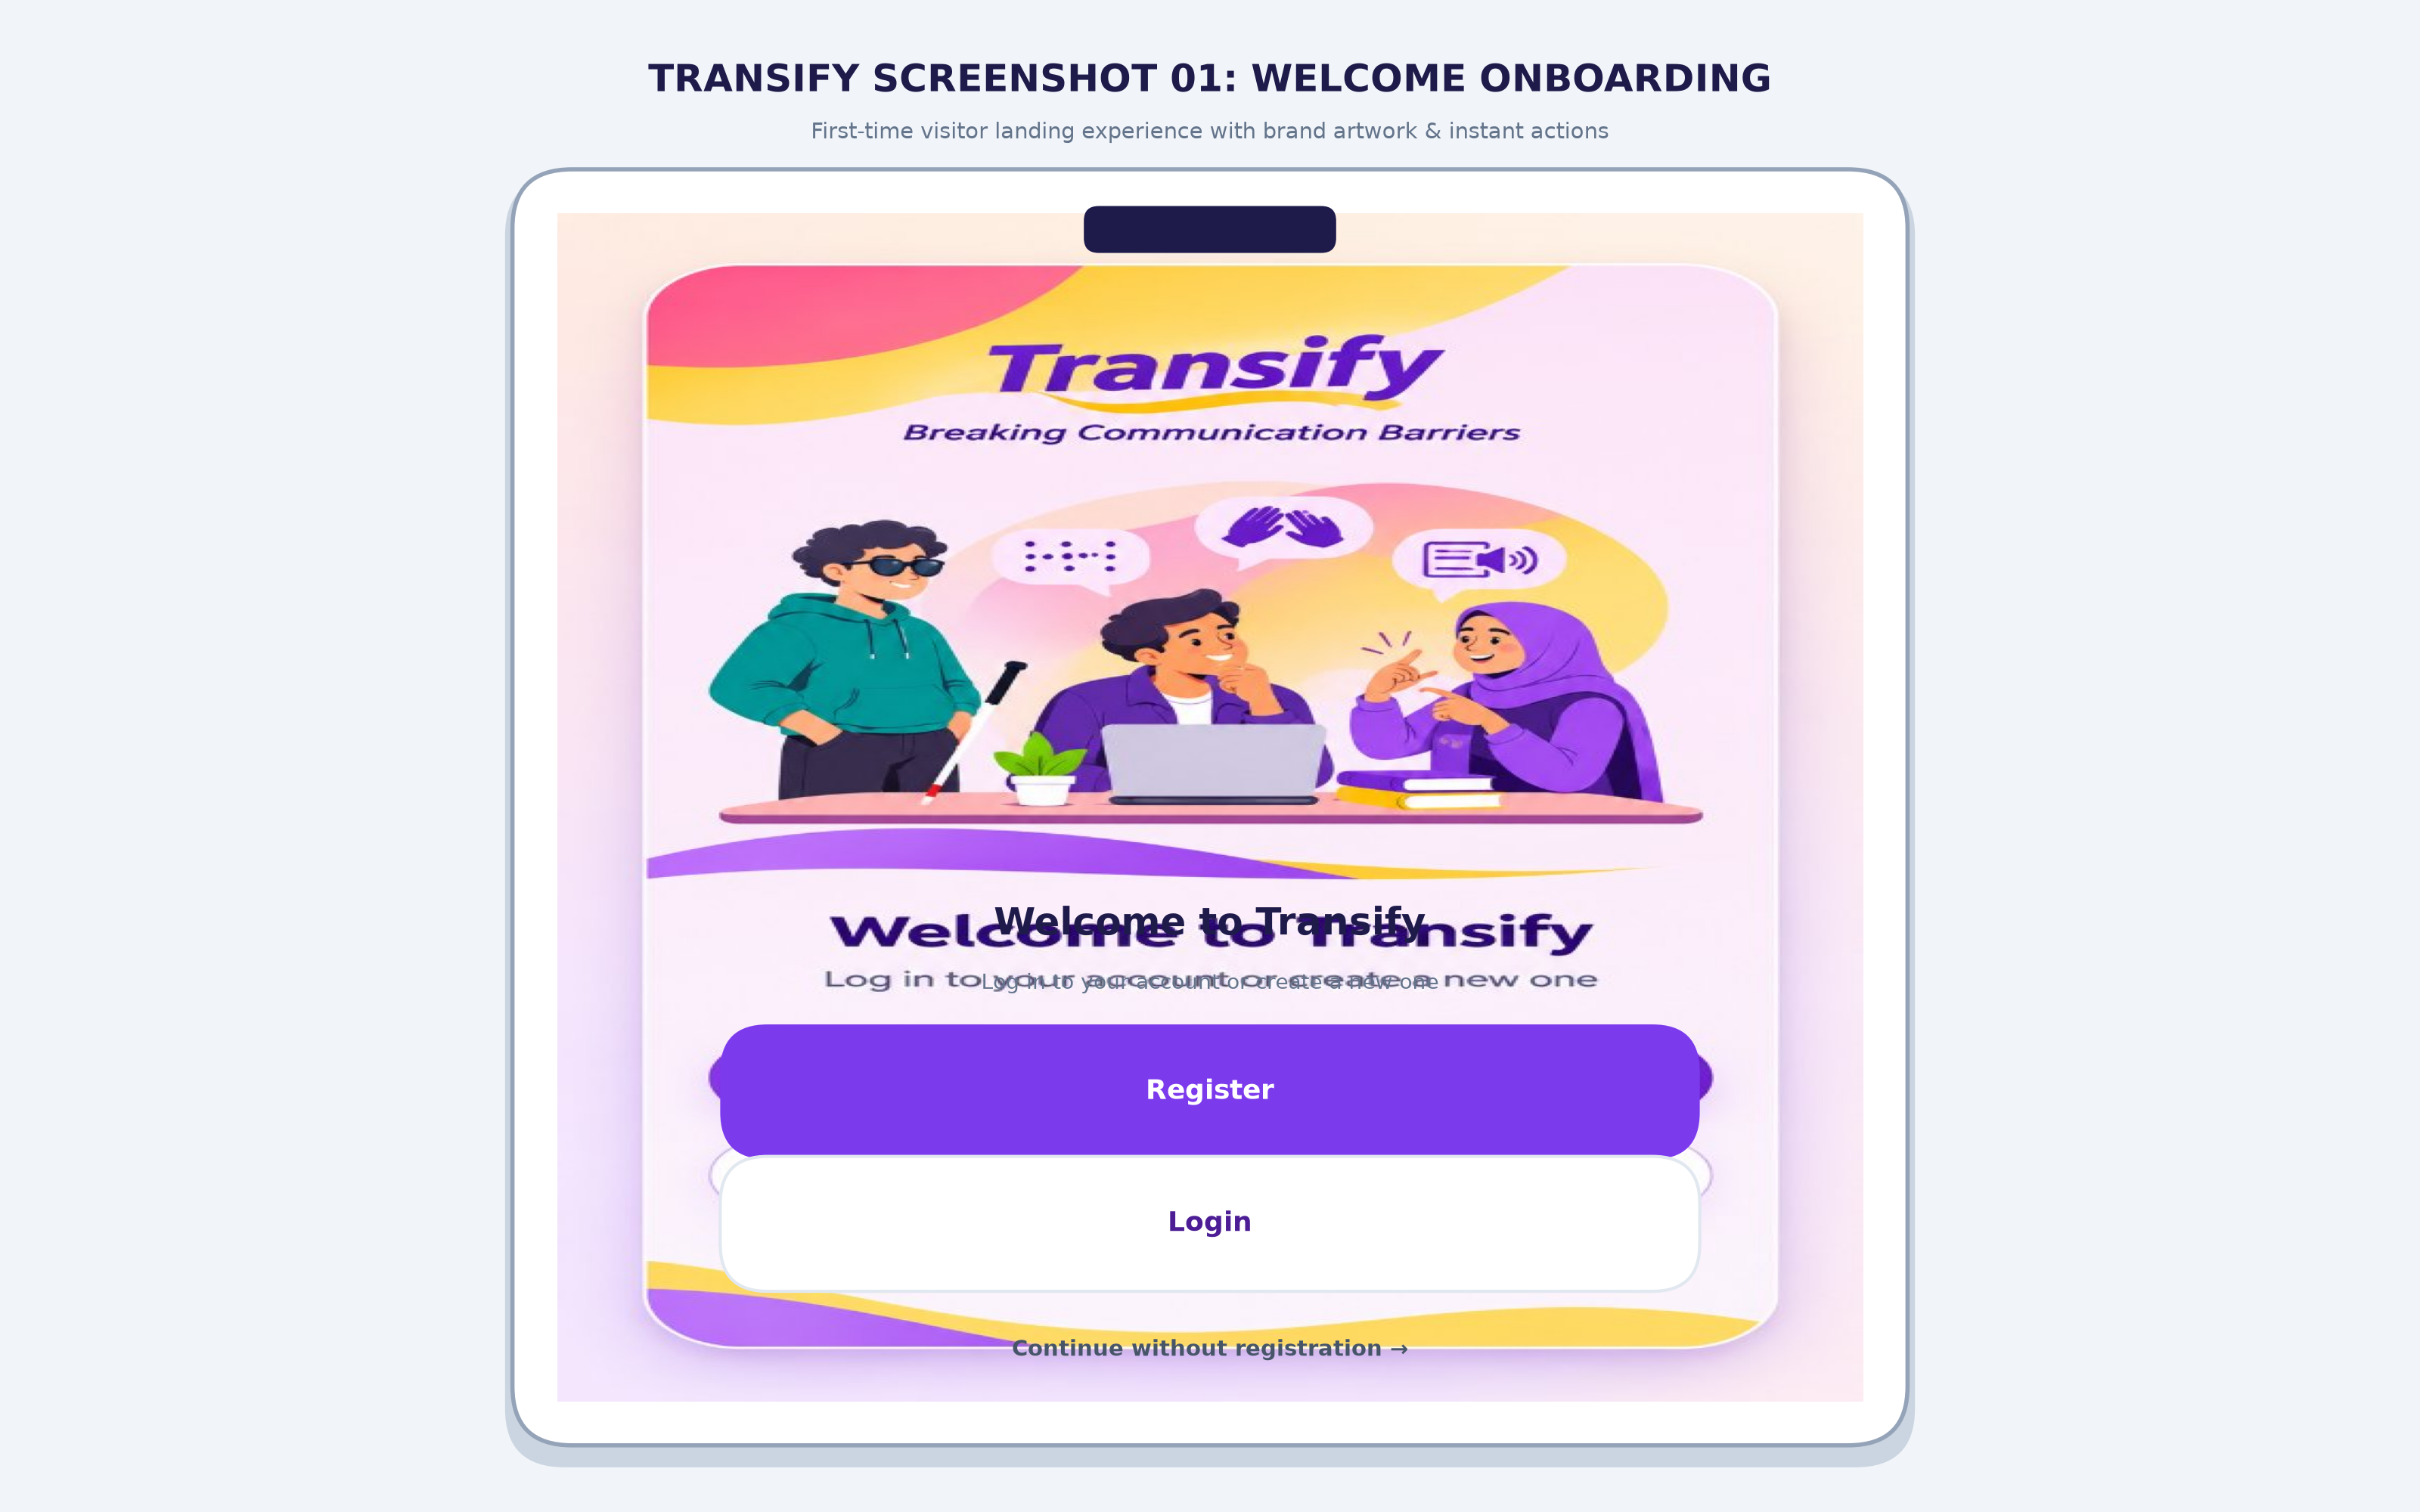 TRANSIFY SCREENSHOT 01: WELCOME ONBOARDING
First-time visitor landing experience with brand artwork & instant actions
Transify
Breaking Communication Barriers
Welcome to Transify
Welcome to Transify
Log in to your account or create a new one
Log in to your account or create a new one
Register
Login
Continue without registration →